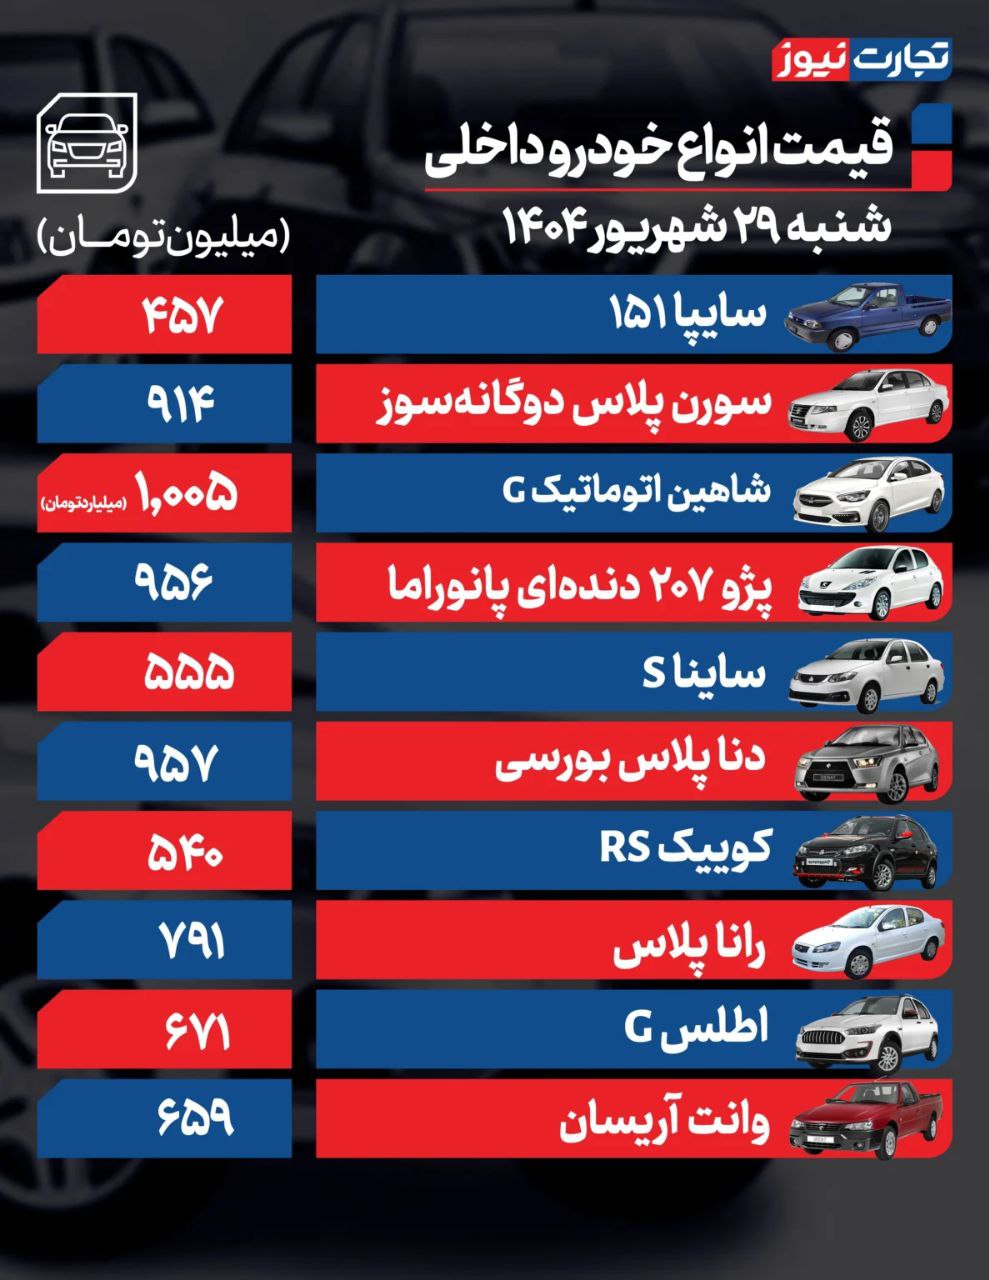 تجارت نیوز
قیمت انواع خودرو داخلی
شنبه ۲۹ شهریور ۱۴۰۴
(میلیون تومان)
سایپا ۱۵۱ ۴۵۷
سورن پلاس دوگانه‌سوز ۹۱۴
شاهین اتوماتیک G ۱,۰۰۵ (میلیارد تومان)
پژو ۲۰۷ دنده‌ای پانوراما ۹۵۶
ساینا S ۵۵۵
دنا پلاس بورسی ۹۵۷
کوییک RS ۵۴۰
رانا پلاس ۷۹۱
اطلس G ۶۷۱
وانت آریسان ۶۵۹